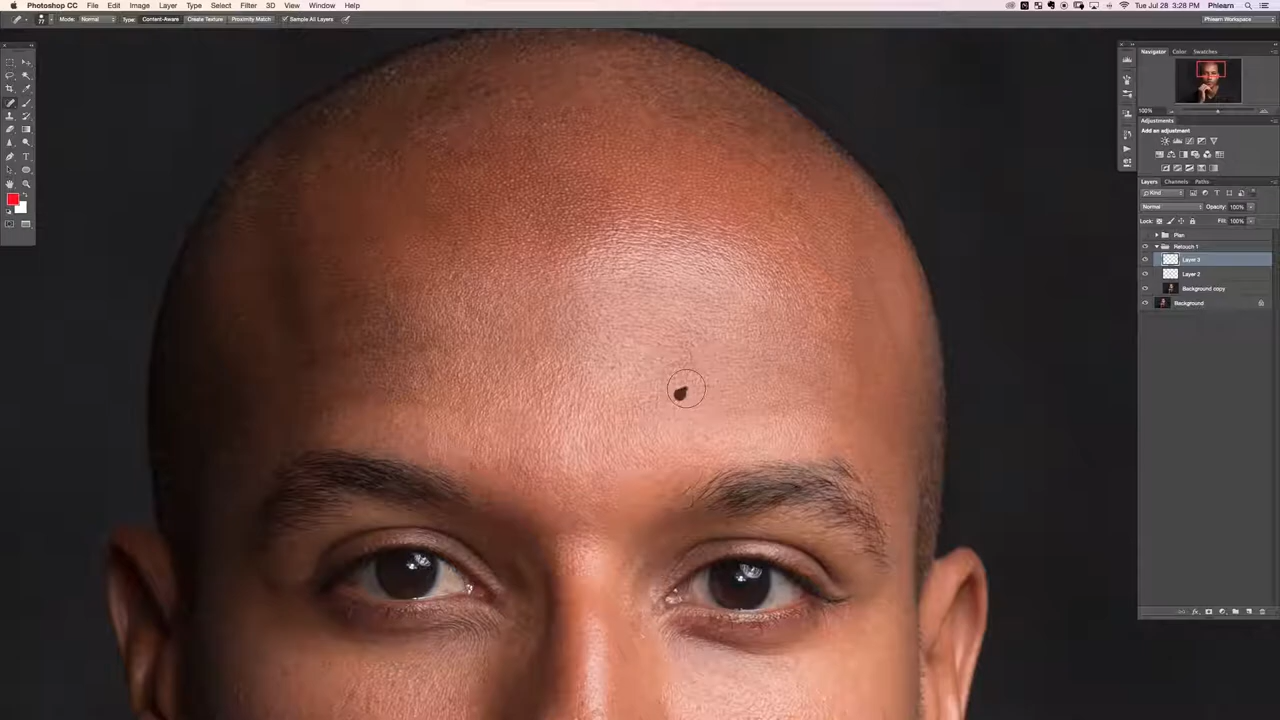 Photoshop CC File Edit Image Layer Type Select Filter 3D View Window Help Tue Jul 28 3:28 PM Phlearn
77 Mode: Normal Type: Content-Aware Create Texture Proximity Match Sample All Layers Phlearn Workspace
Navigator Color Swatches
100%
Adjustments
Add an adjustment
Layers Channels Paths
Kind
Normal Opacity: 100%
Lock: Fill: 100%
Plan
Retouch 1
Layer 3
Layer 2
Background copy
Background